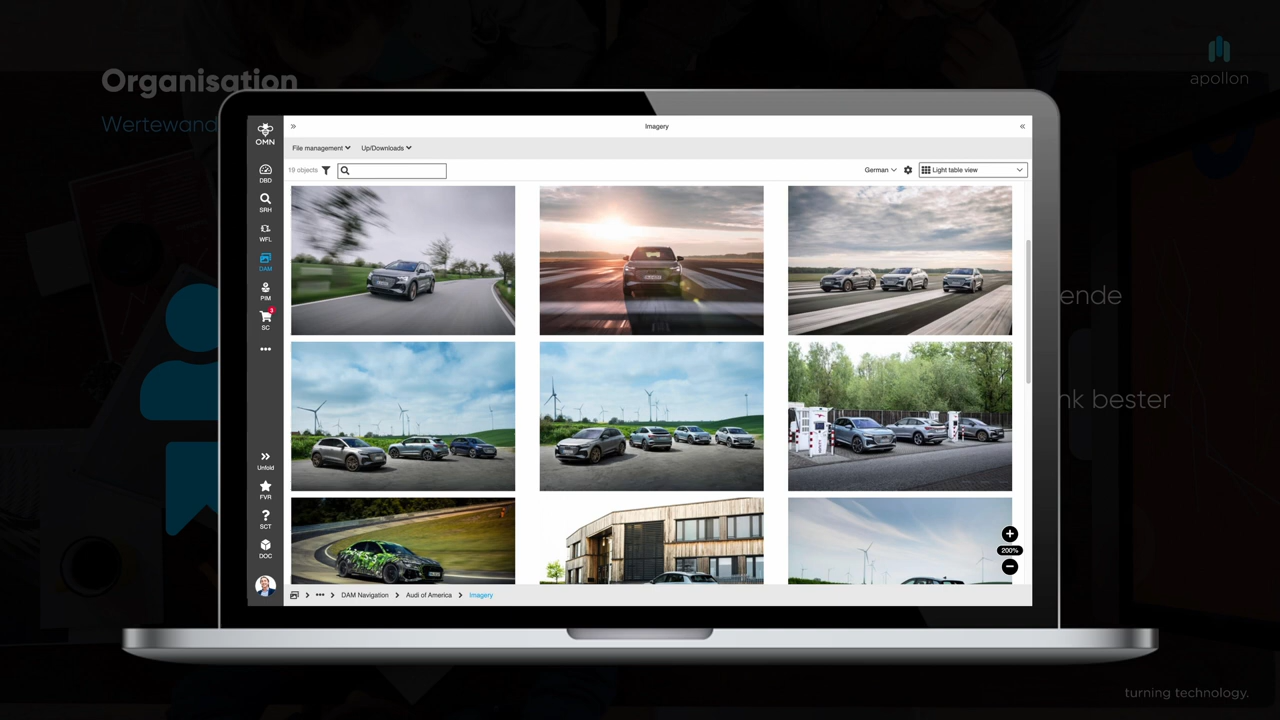 Organisation
apollon
Wertewand
ende
nk bester
turning technology.
Imagery
OMN
File management
Up/Downloads
19 objects
German
Light table view
DBD
SRH
WFL
DAM
PIM
3
SC
Unfold
FVR
SCT
DOC
200%
DAM Navigation
Audi of America
Imagery